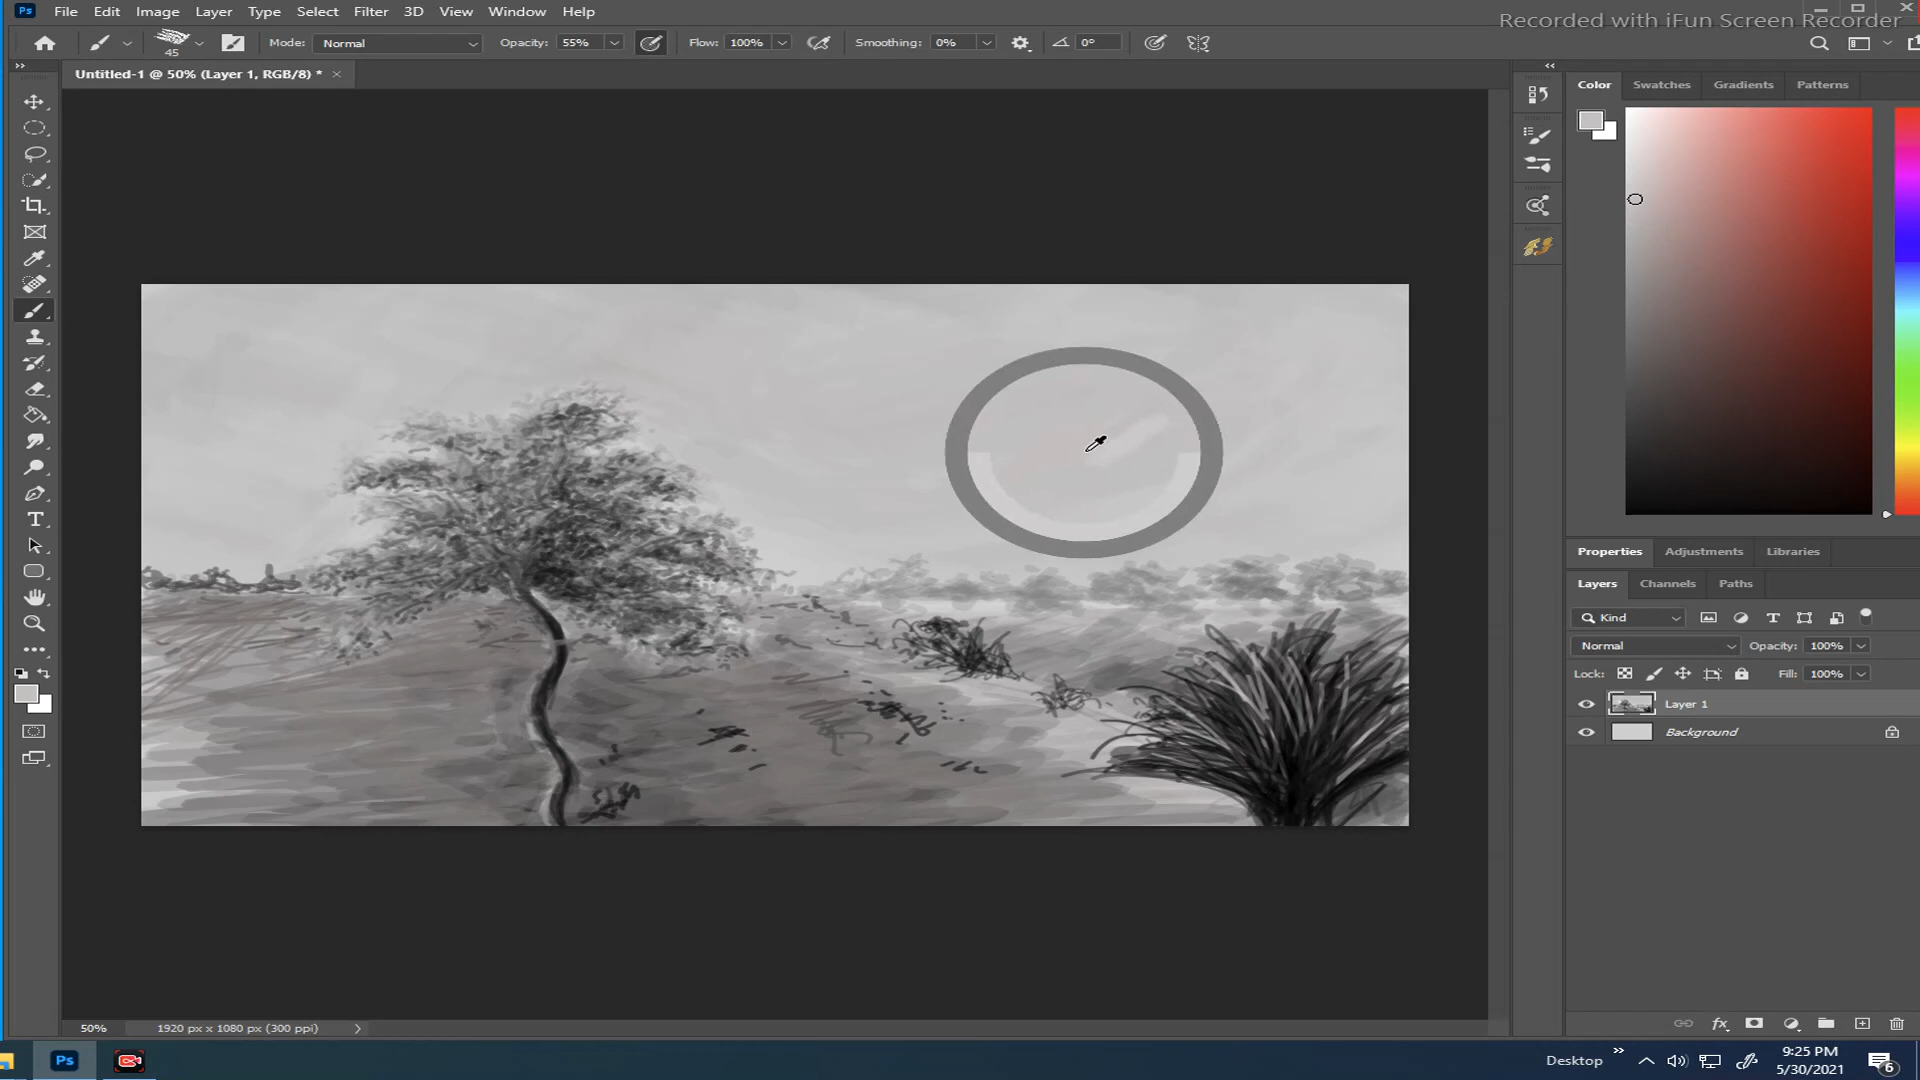 Ps File Edit Image Layer Type Select Filter 3D View Window Help
Recorded with iFun Screen Recorder
45 Mode: Normal Opacity: 55% Flow: 100% Smoothing: 0% 0°
Untitled-1 @ 50% (Layer 1, RGB/8) *
Color Swatches Gradients Patterns
Properties Adjustments Libraries
Layers Channels Paths
Kind
Normal Opacity: 100%
Lock: Fill: 100%
Layer 1
Background
fx
50% 1920 px x 1080 px (300 ppi)
Ps Desktop 9:25 PM
5/30/2021 6